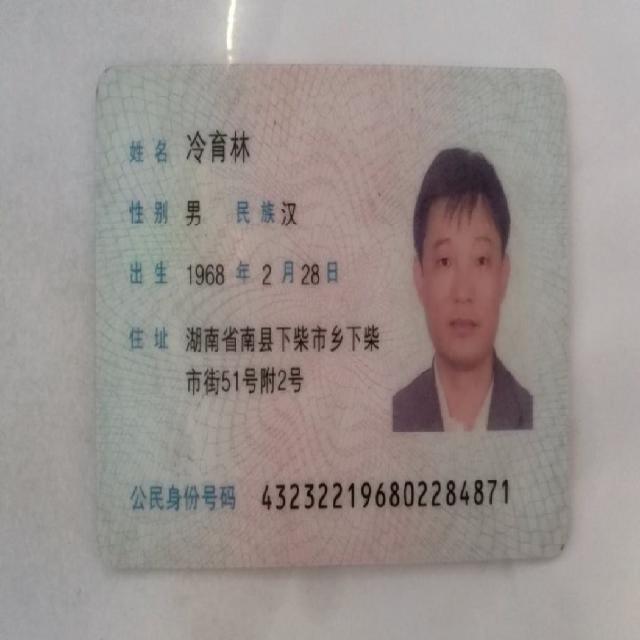 姓名 冷育林
性别 男 民族 汉
出生 1968 年 2 月 28 日
住址 湖南省南县下柴市乡下柴
市街51号附2号
公民身份号码 432322196802284871